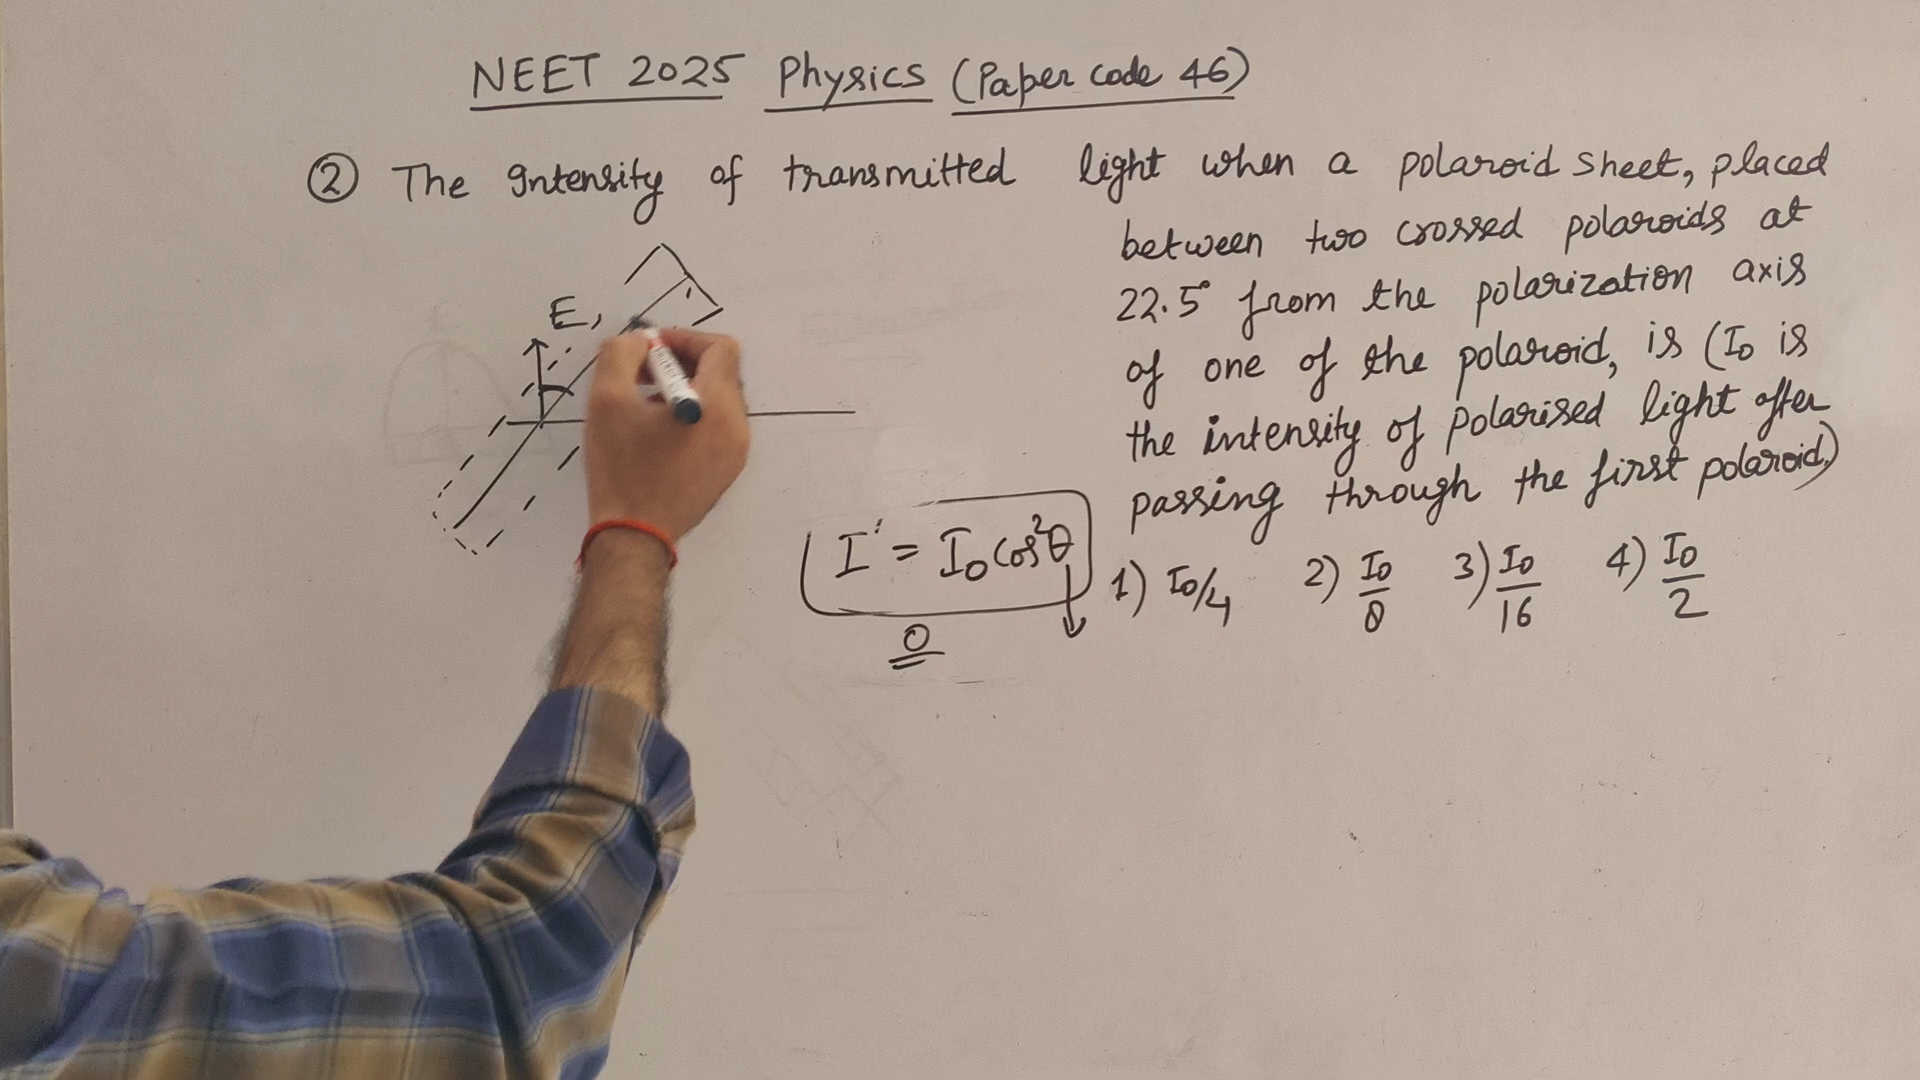 NEET 2025 Physics (Paper code 46)
② The Intensity of transmitted light when a polaroid sheet, placed
between two crossed polaroids at
22.5° from the polarization axis
of one of the polaroid, is (I₀ is
the intensity of polarised light after
passing through the first polaroid.)
E,
I' = I₀ cos²θ
0
1) I₀/4 2) I₀/8 3) I₀/16 4) I₀/2